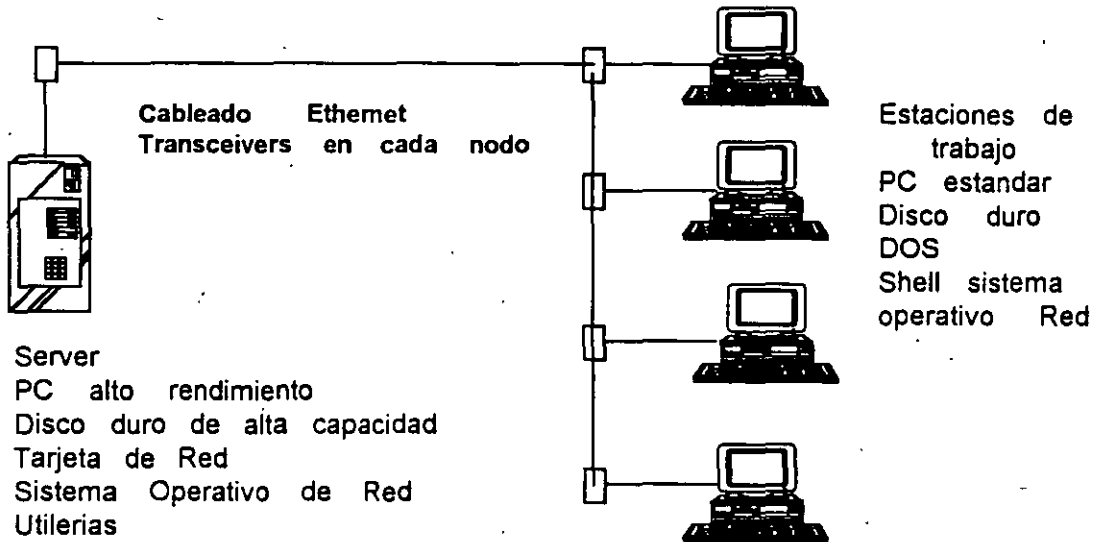 Cableado Ethernet
Transceivers en cada nodo
Estaciones de
trabajo
PC estandar
Disco duro
DOS
Shell sistema
operativo Red
Server
PC alto rendimiento
Disco duro de alta capacidad
Tarjeta de Red
Sistema Operativo de Red
Utilerias